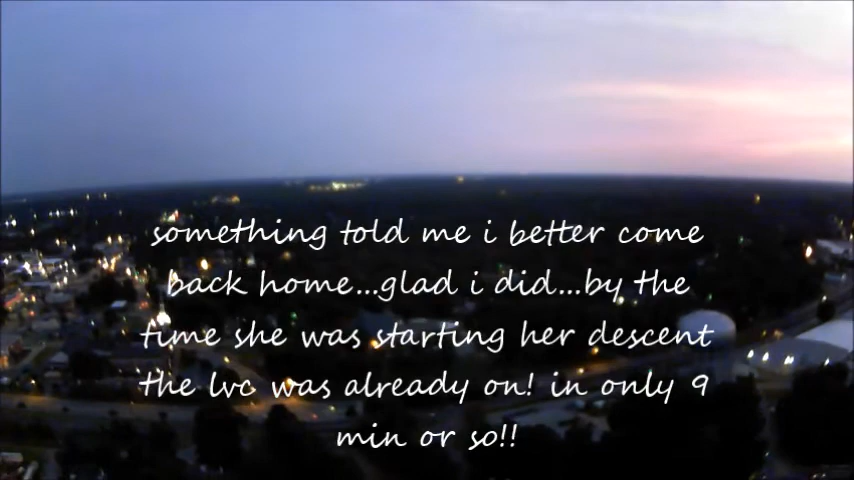 something told me i better come
back home...glad i did...by the
time she was starting her descent
the lvc was already on! in only 9
min or so!!